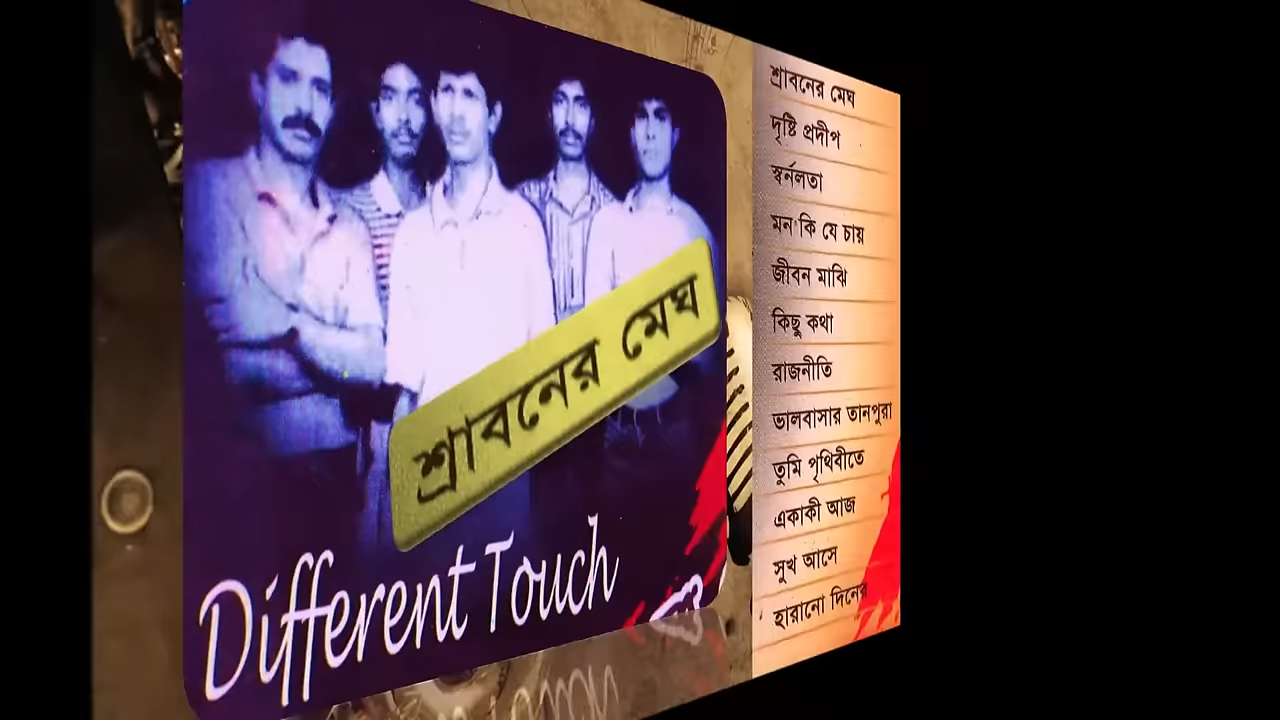 শ্রাবনের মেঘ
Different Touch
শ্রাবনের মেঘ
দৃষ্টি প্রদীপ
স্বর্নলতা
মন কি যে চায়
জীবন মাঝি
কিছু কথা
রাজনীতি
ভালবাসার তানপুরা
তুমি পৃথিবীতে
একাকী আজ
সুখ আসে
হারানো দিনের